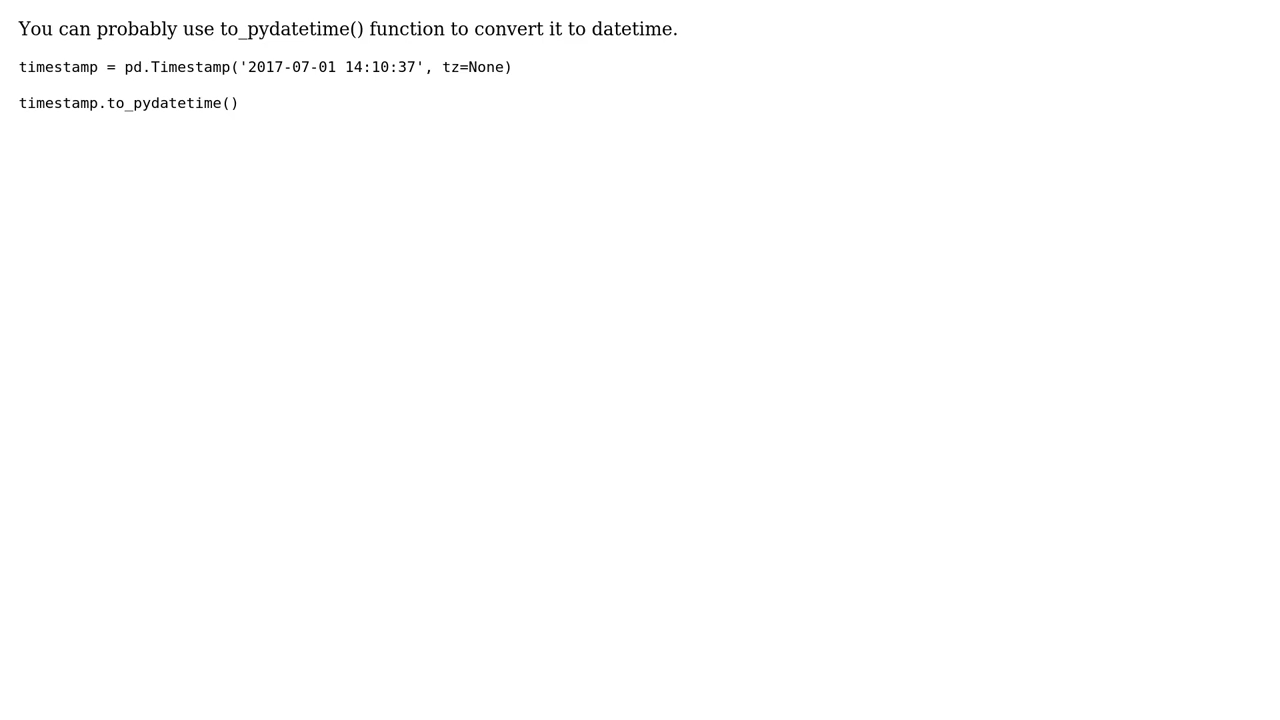 You can probably use to_pydatetime() function to convert it to datetime.
timestamp = pd.Timestamp('2017-07-01 14:10:37', tz=None)
timestamp.to_pydatetime()